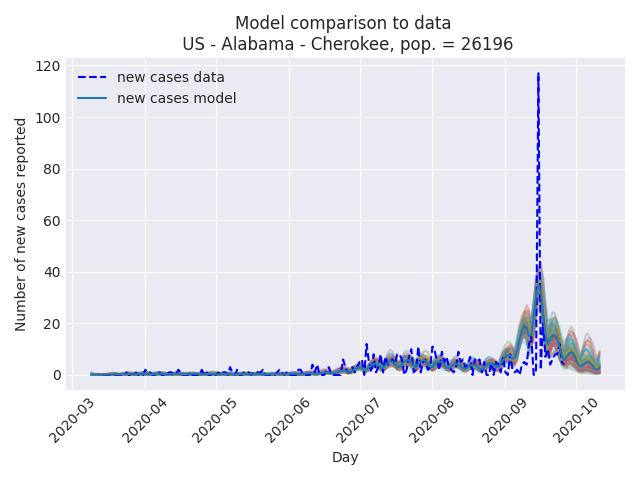 Model comparison to data
US - Alabama - Cherokee, pop. = 26196
new cases data
new cases model
Number of new cases reported
120
100
80
60
40
20
0
2020-03
2020-04
2020-05
2020-06
2020-07
2020-08
2020-09
2020-10
Day